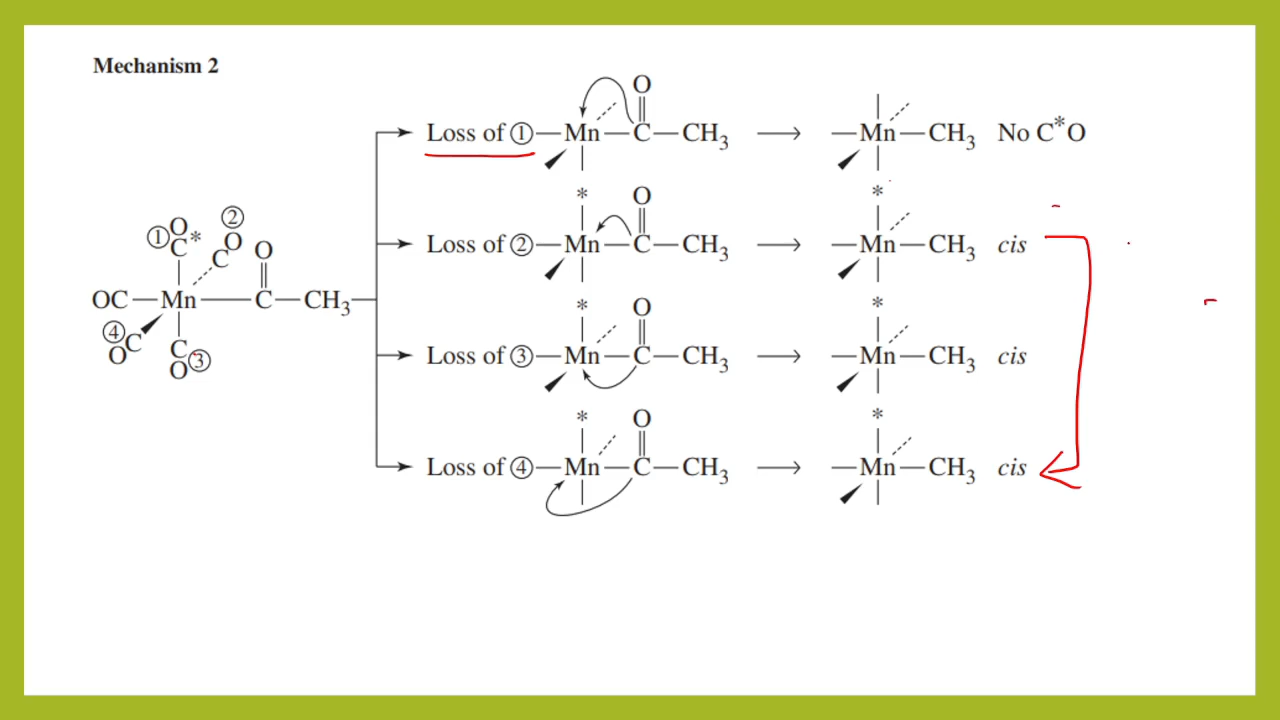 Mechanism 2
Loss of ①—Mn—C—CH₃ → —Mn—CH₃ No C*O
O
Loss of ②—Mn—C—CH₃ → —Mn—CH₃ cis
* O *
Loss of ③—Mn—C—CH₃ → —Mn—CH₃ cis
* O *
Loss of ④—Mn—C—CH₃ → —Mn—CH₃ cis
* O *
① O C* ② O C O
OC—Mn—C—CH₃
④ C O C O ③